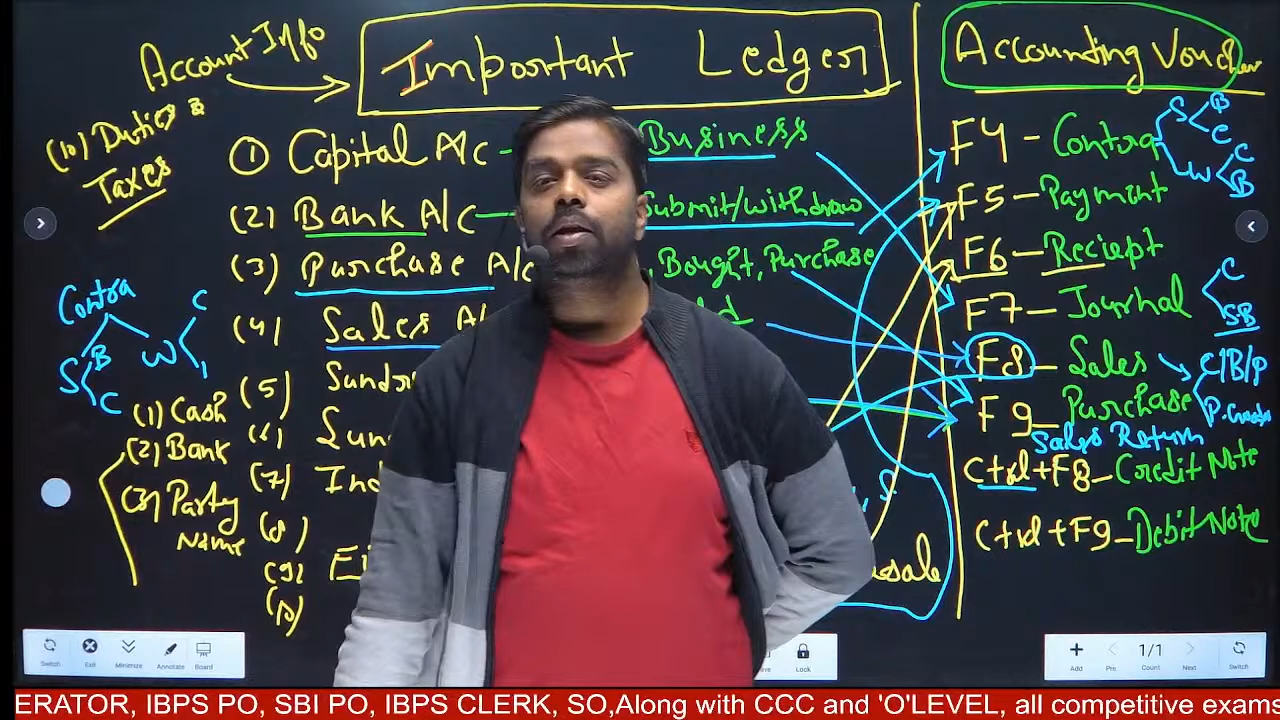 Account Info
Important Ledger
(10) Duties &
Taxes
① Capital A/c - Business
(2) Bank A/c - Submit/withdraw
(3) Purchase A/c , Bought, Purchase
(4) Sales A/
(5) Sund
(6)
(7) Ind
(8)
(9)
(10)
Contra
S B C
W C
(1) Cash
(2) Bank
(3) Party
Name
Accounting Voucher
F4 - Contra
S B C
W C B
F5 - Payment
F6 - Reciept
F7 - Journal
C
SB
F8 - Sales
C/B/P
F9 - Purchase
Sales Return
Ctrl+F8 - Credit Note
Ctrl+F9 - Debit Note
Switch
Exit
Minimize
Annotate
Board
Lock
Add
Pre
1/1
Count
Next
Switch
ERATOR, IBPS PO, SBI PO, IBPS CLERK, SO,Along with CCC and 'O'LEVEL, all competitive exams